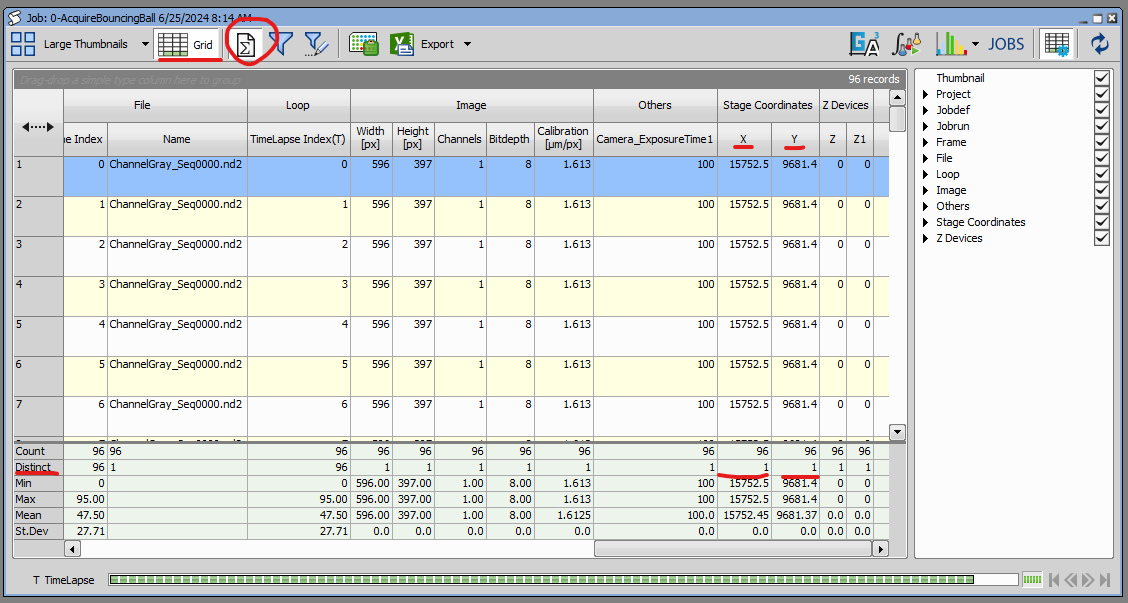 Job: 0-AcquireBouncingBall 6/25/2024 8:14 AM
Large Thumbnails Grid Export JOBS
Drag-drop a simple type column here to group 96 records
File Loop Image Others Stage Coordinates Z Devices
e Index Name TimeLapse Index(T) Width [px] Height [px] Channels Bitdepth Calibration [µm/px] Camera_ExposureTime1 X Y Z Z1
1 0 ChannelGray_Seq0000.nd2 0 596 397 1 8 1.613 100 15752.5 9681.4 0 0
2 1 ChannelGray_Seq0000.nd2 1 596 397 1 8 1.613 100 15752.5 9681.4 0 0
3 2 ChannelGray_Seq0000.nd2 2 596 397 1 8 1.613 100 15752.5 9681.4 0 0
4 3 ChannelGray_Seq0000.nd2 3 596 397 1 8 1.613 100 15752.5 9681.4 0 0
5 4 ChannelGray_Seq0000.nd2 4 596 397 1 8 1.613 100 15752.5 9681.4 0 0
6 5 ChannelGray_Seq0000.nd2 5 596 397 1 8 1.613 100 15752.5 9681.4 0 0
7 6 ChannelGray_Seq0000.nd2 6 596 397 1 8 1.613 100 15752.5 9681.4 0 0
Count 96 96 96 96 96 96 96 96 96 96 96 96 96
Distinct 96 1 96 1 1 1 1 1 1 1 1 1 1
Min 0 0 596.00 397.00 1.00 8.00 1.613 100 15752.5 9681.4 0 0
Max 95.00 95.00 596.00 397.00 1.00 8.00 1.613 100 15752.5 9681.4 0 0
Mean 47.50 47.50 596.00 397.00 1.00 8.00 1.6125 100.0 15752.45 9681.37 0.0 0.0
St.Dev 27.71 27.71 0.0 0.0 0.0 0.0 0.0 0.0 0.0 0.0 0.0 0.0
Thumbnail
Project
Jobdef
Jobrun
Frame
File
Loop
Image
Others
Stage Coordinates
Z Devices
T TimeLapse